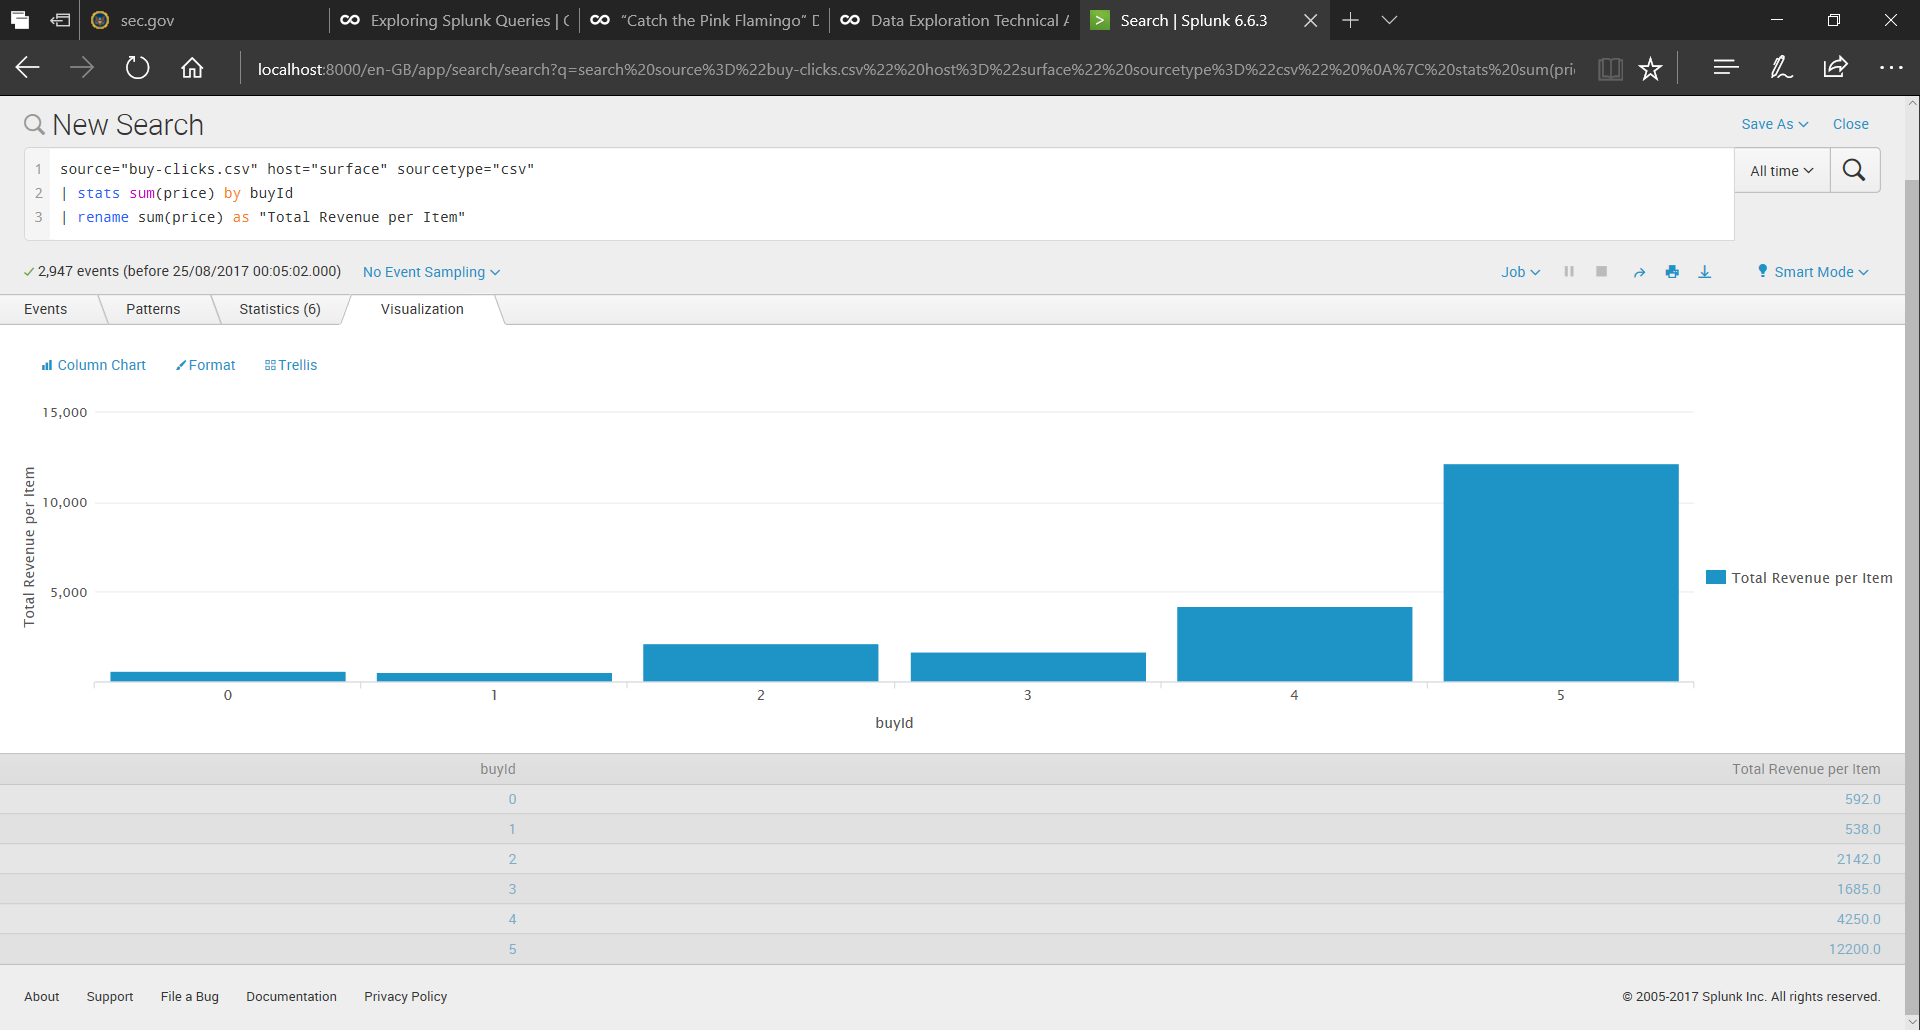 sec.gov
Exploring Splunk Queries | C
“Catch the Pink Flamingo” D
Data Exploration Technical A
Search | Splunk 6.6.3
localhost:8000/en-GB/app/search/search?q=search%20source%3D%22buy-clicks.csv%22%20host%3D%22surface%22%20sourcetype%3D%22csv%22%20%0A%7C%20stats%20sum(pri
New Search
Save As
Close
1 source="buy-clicks.csv" host="surface" sourcetype="csv"
2 | stats sum(price) by buyId
3 | rename sum(price) as "Total Revenue per Item"
All time
2,947 events (before 25/08/2017 00:05:02.000)
No Event Sampling
Job
Smart Mode
Events
Patterns
Statistics (6)
Visualization
Column Chart
Format
Trellis
15,000
10,000
5,000
Total Revenue per Item
Total Revenue per Item
0 1 2 3 4 5
buyId
buyId Total Revenue per Item
0 592.0
1 538.0
2 2142.0
3 1685.0
4 4250.0
5 12200.0
About
Support
File a Bug
Documentation
Privacy Policy
© 2005-2017 Splunk Inc. All rights reserved.